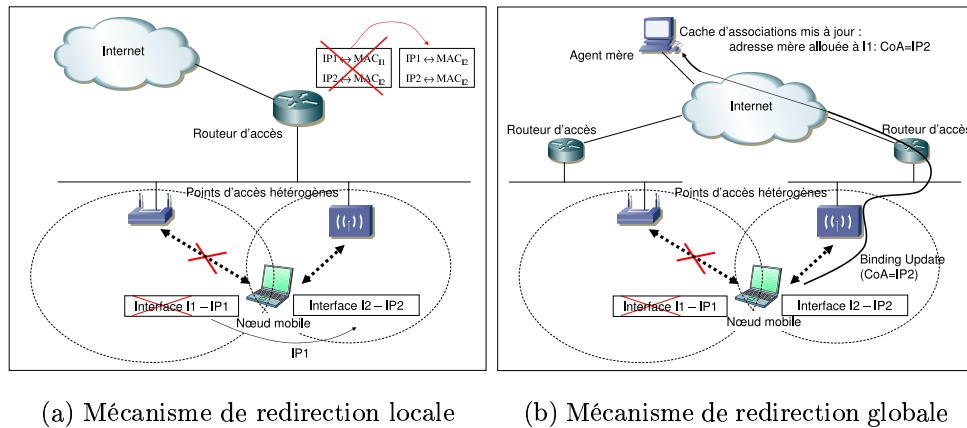 Internet
IP1 ↔ MAC_I1
IP2 ↔ MAC_I2
IP1 ↔ MAC_I2
IP2 ↔ MAC_I2
Routeur d'accès
Points d'accès hétérogènes
Interface I1 – IP1
Interface I2 – IP2
Nœud mobile
IP1
(a) Mécanisme de redirection locale
Cache d'associations mis à jour :
adresse mère allouée à I1: CoA=IP2
Agent mère
Internet
Routeur d'accès
Routeur d'accès
Points d'accès hétérogènes
Binding Update
(CoA=IP2)
Interface I1 – IP1
Interface I2 – IP2
Nœud mobile
(b) Mécanisme de redirection globale